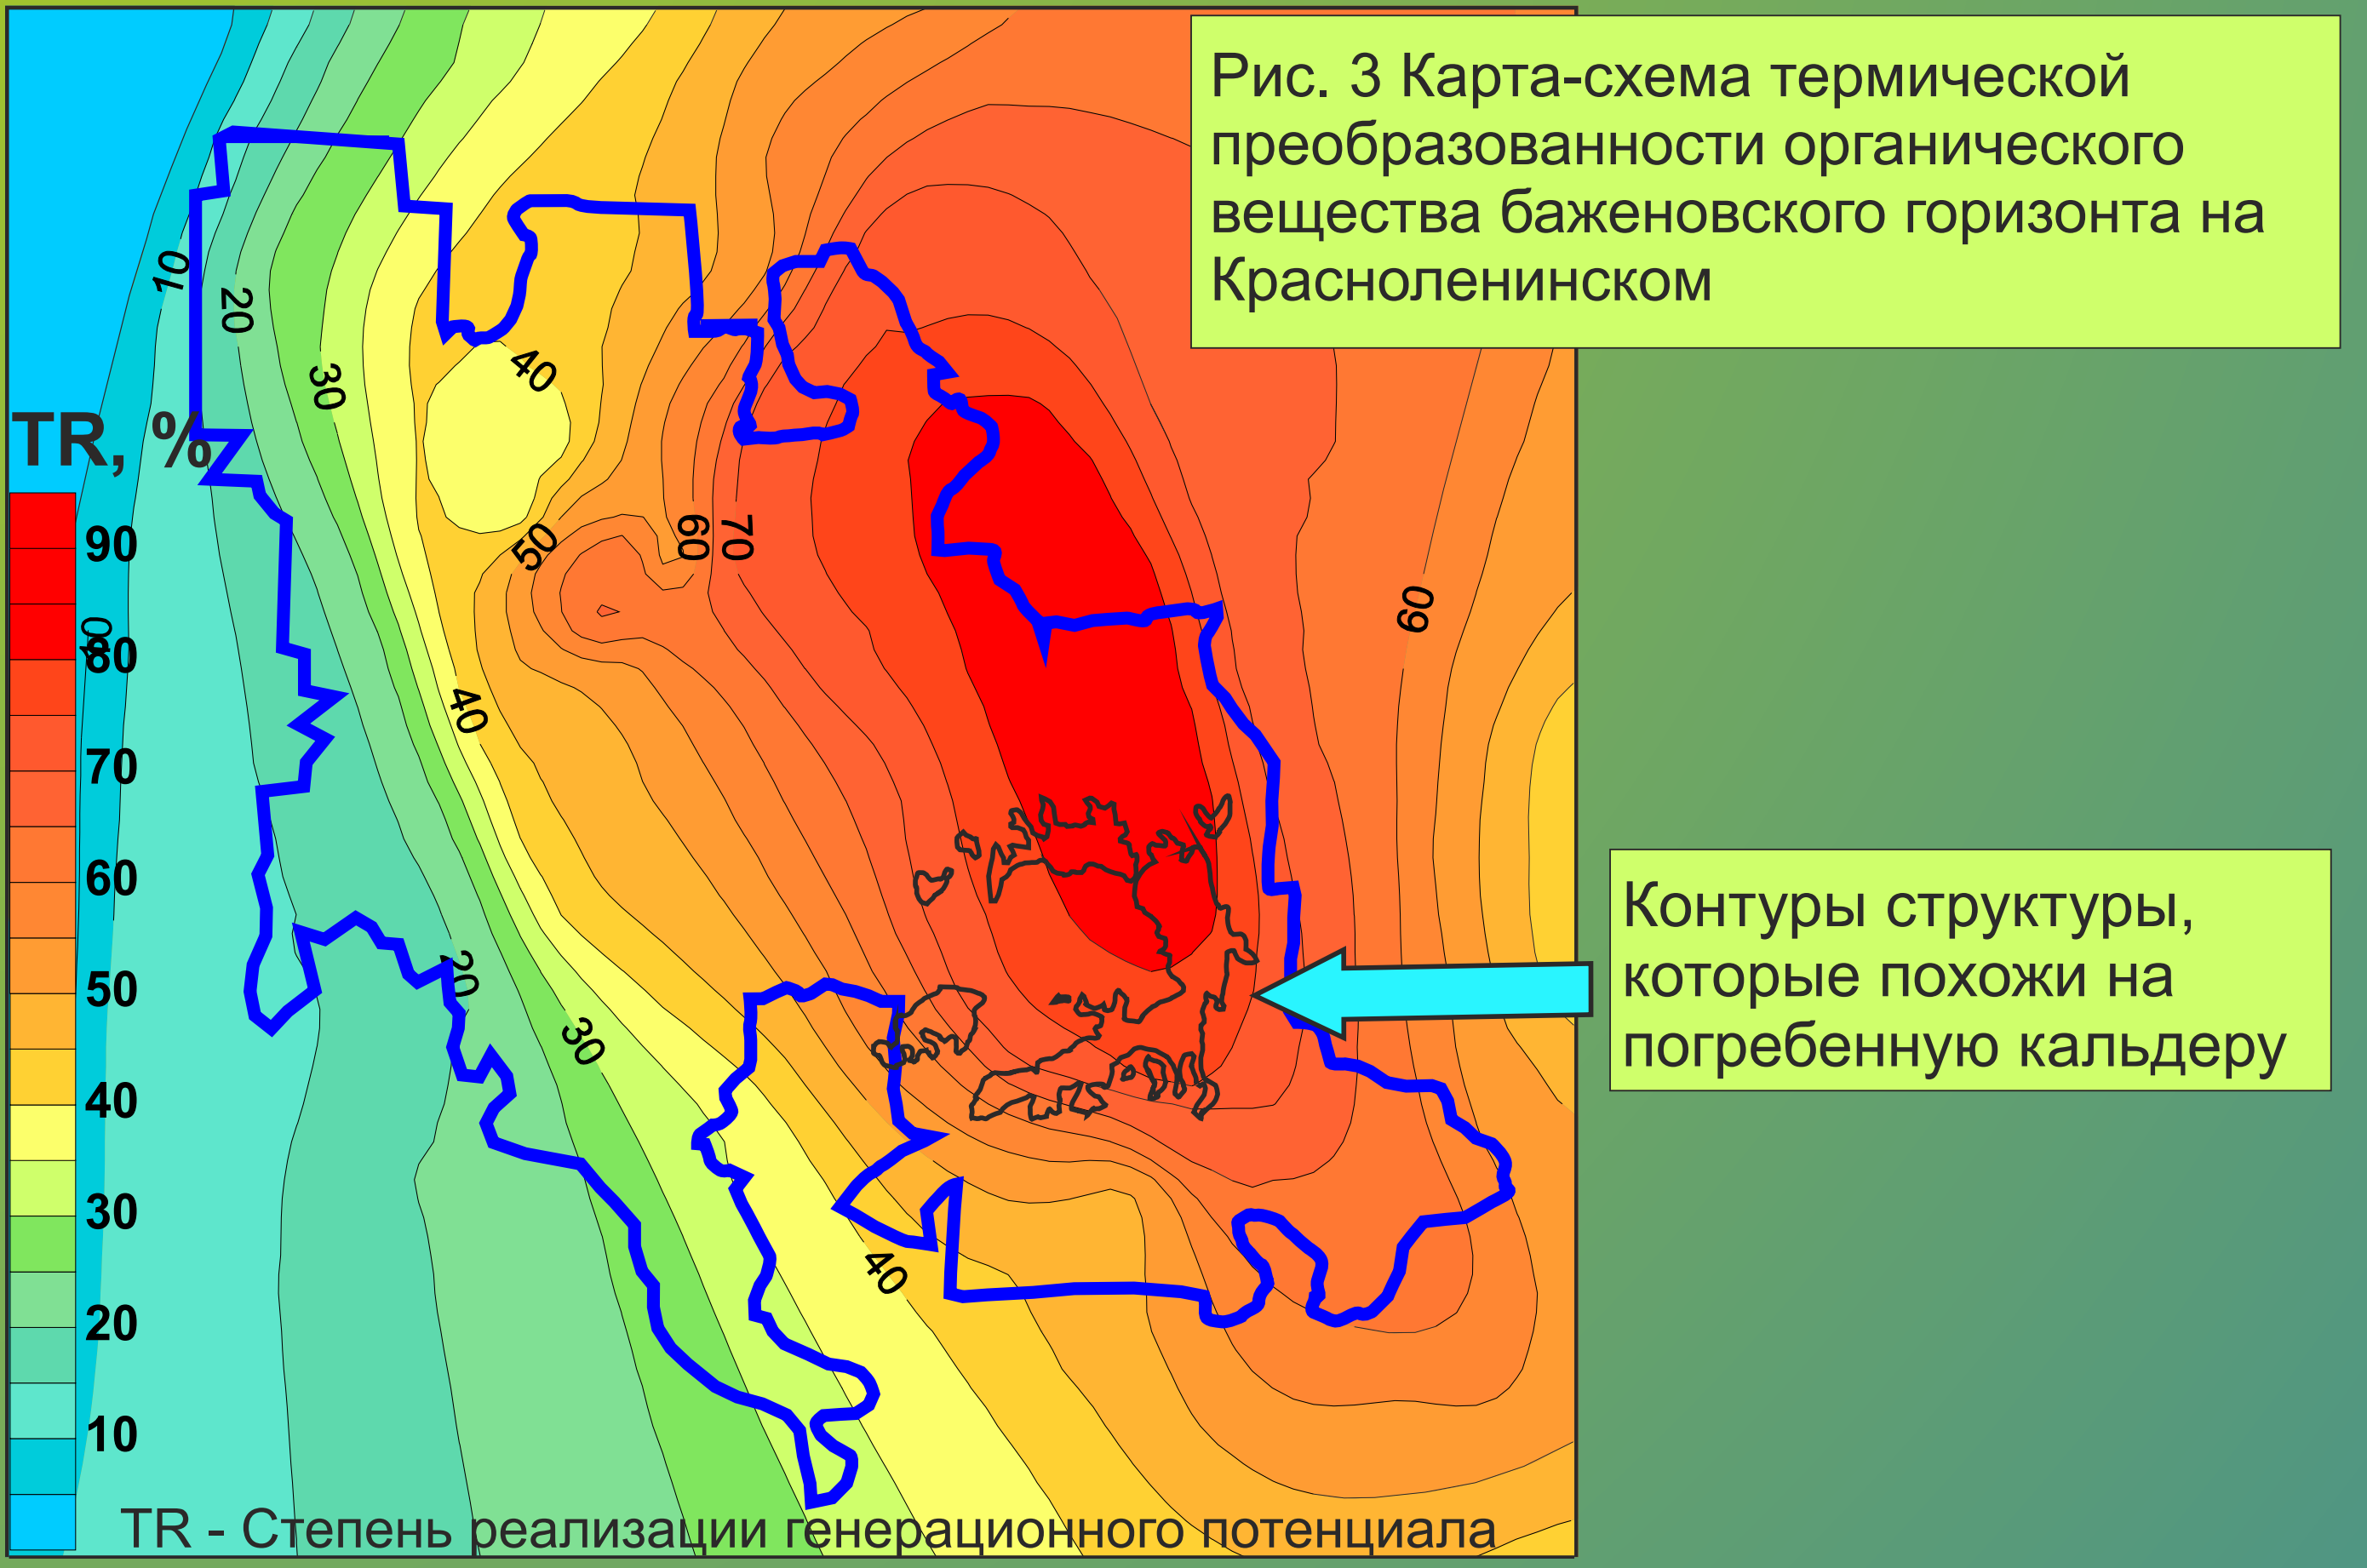 Рис. 3 Карта-схема термической
преобразованности органического
вещества баженовского горизонта на
Красноленинском
10
20
30
40
TR, %
50
60
70
90
60
80
40
70
60
Контуры структуры,
которые похожи на
погребенную кальдеру
50
20
30
40
30
40
20
10
TR - Степень реализации генерационного потенциала